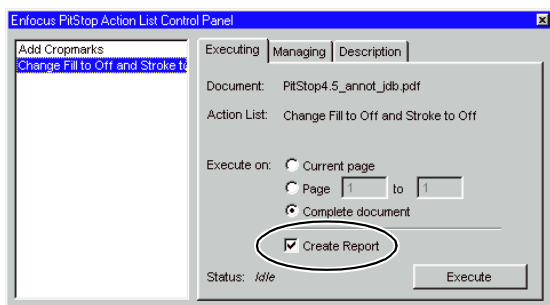 Enfocus PitStop Action List Control Panel
Add Cropmarks
Change Fill to Off and Stroke to
Executing Managing Description
Document: PitStop4.5_annot_jdb.pdf
Action List: Change Fill to Off and Stroke to Off
Execute on: Current page
Page 1 to 1
Complete document
Create Report
Status: Idle
Execute